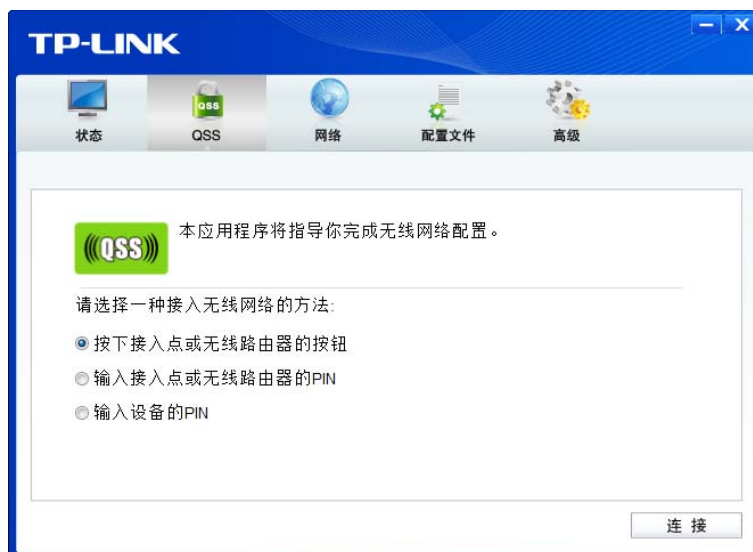 TP-LINK
QSS
状态 QSS 网络 配置文件 高级
QSS 本应用程序将指导你完成无线网络配置。
请选择一种接入无线网络的方法:
按下接入点或无线路由器的按钮
输入接入点或无线路由器的PIN
输入设备的PIN
连接